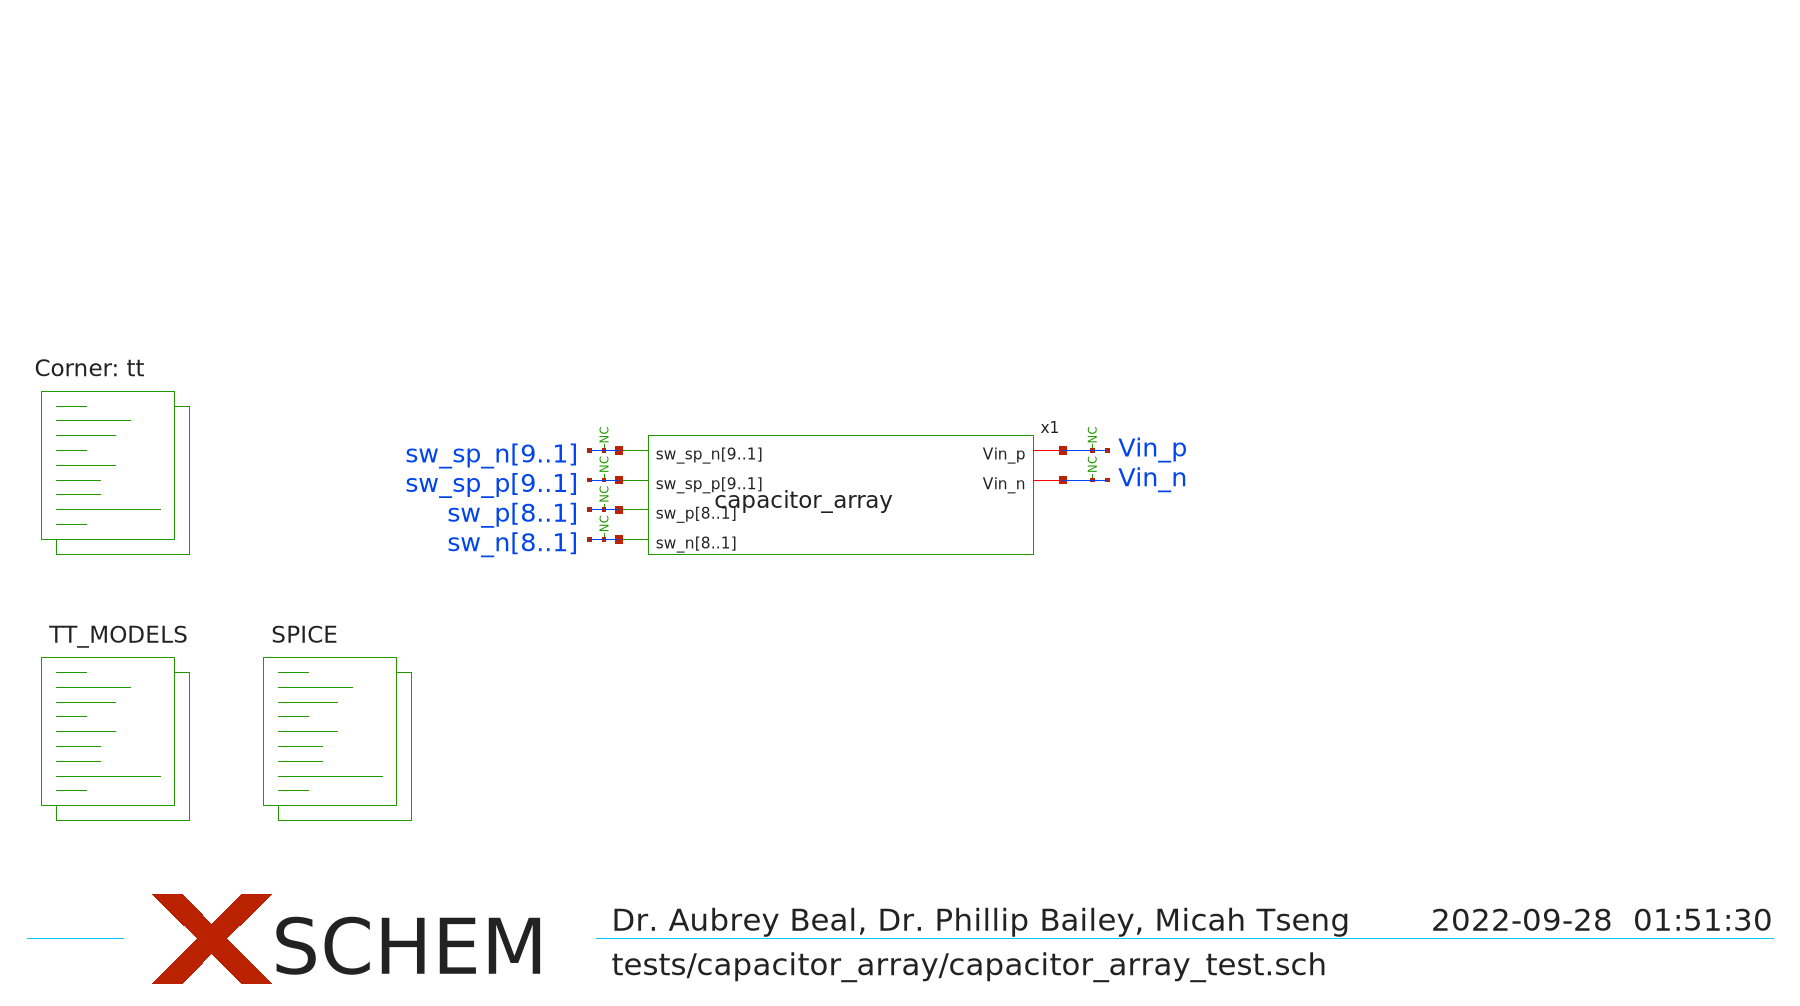 Corner: tt
x1
-NC
-NC
-NC
-NC
-NC
-NC
sw_sp_n[9..1] sw_sp_n[9..1] Vin_p Vin_p
sw_sp_p[9..1] sw_sp_p[9..1] Vin_n Vin_n
capacitor_array
sw_p[8..1] sw_p[8..1]
sw_n[8..1] sw_n[8..1]
TT_MODELS SPICE
XSCHEM
Dr. Aubrey Beal, Dr. Phillip Bailey, Micah Tseng 2022-09-28 01:51:30
tests/capacitor_array/capacitor_array_test.sch